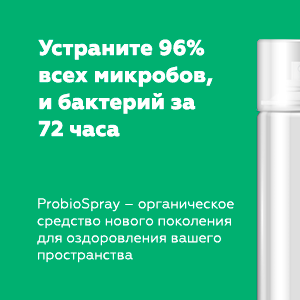 Устраните 96%
всех микробов,
и бактерий за
72 часа
ProbioSpray – органическое
средство нового поколения
для оздоровления вашего
пространства